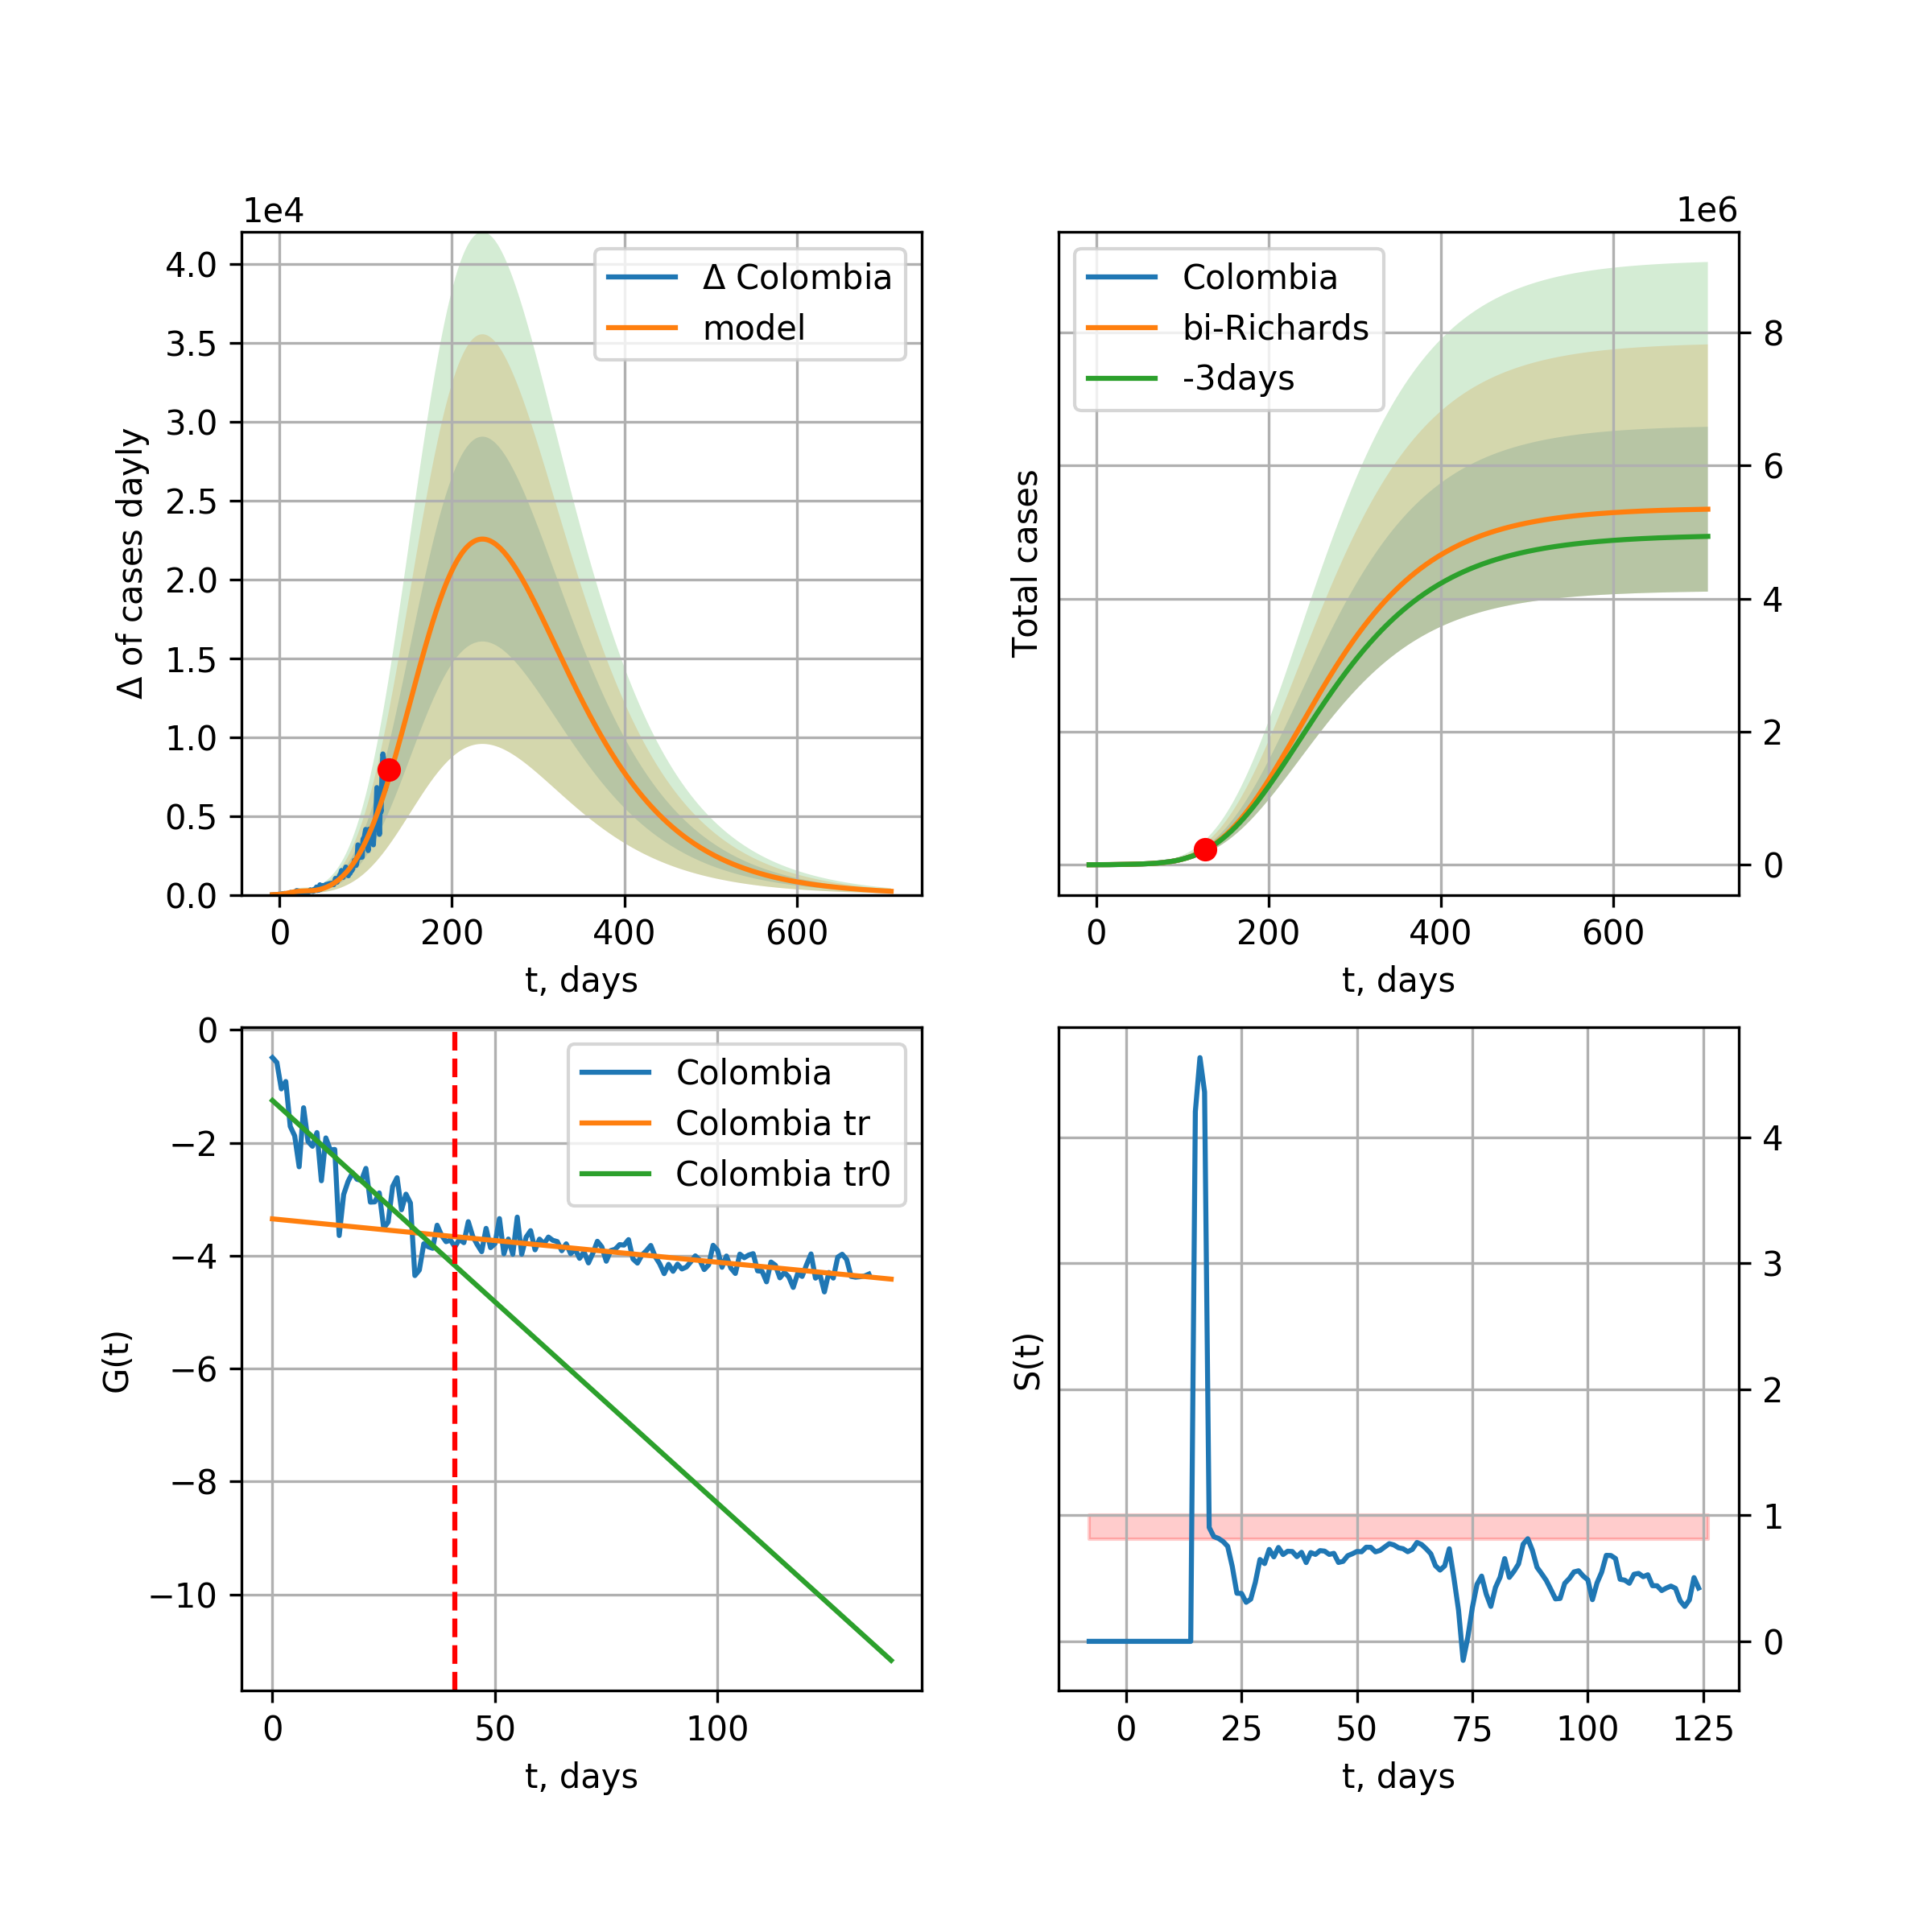 1e4
4.0
3.5
3.0
2.5
2.0
1.5
1.0
0.5
0.0
Δ of cases dayly
Δ Colombia
model
0 200 400 600
t, days
1e6
Total cases
Colombia
bi-Richards
-3days
8
6
4
2
0
0 200 400 600
t, days
0
−2
−4
−6
−8
−10
G(t)
Colombia
Colombia tr
Colombia tr0
0 50 100
t, days
S(t)
4
3
2
1
0
0 25 50 75 100 125
t, days